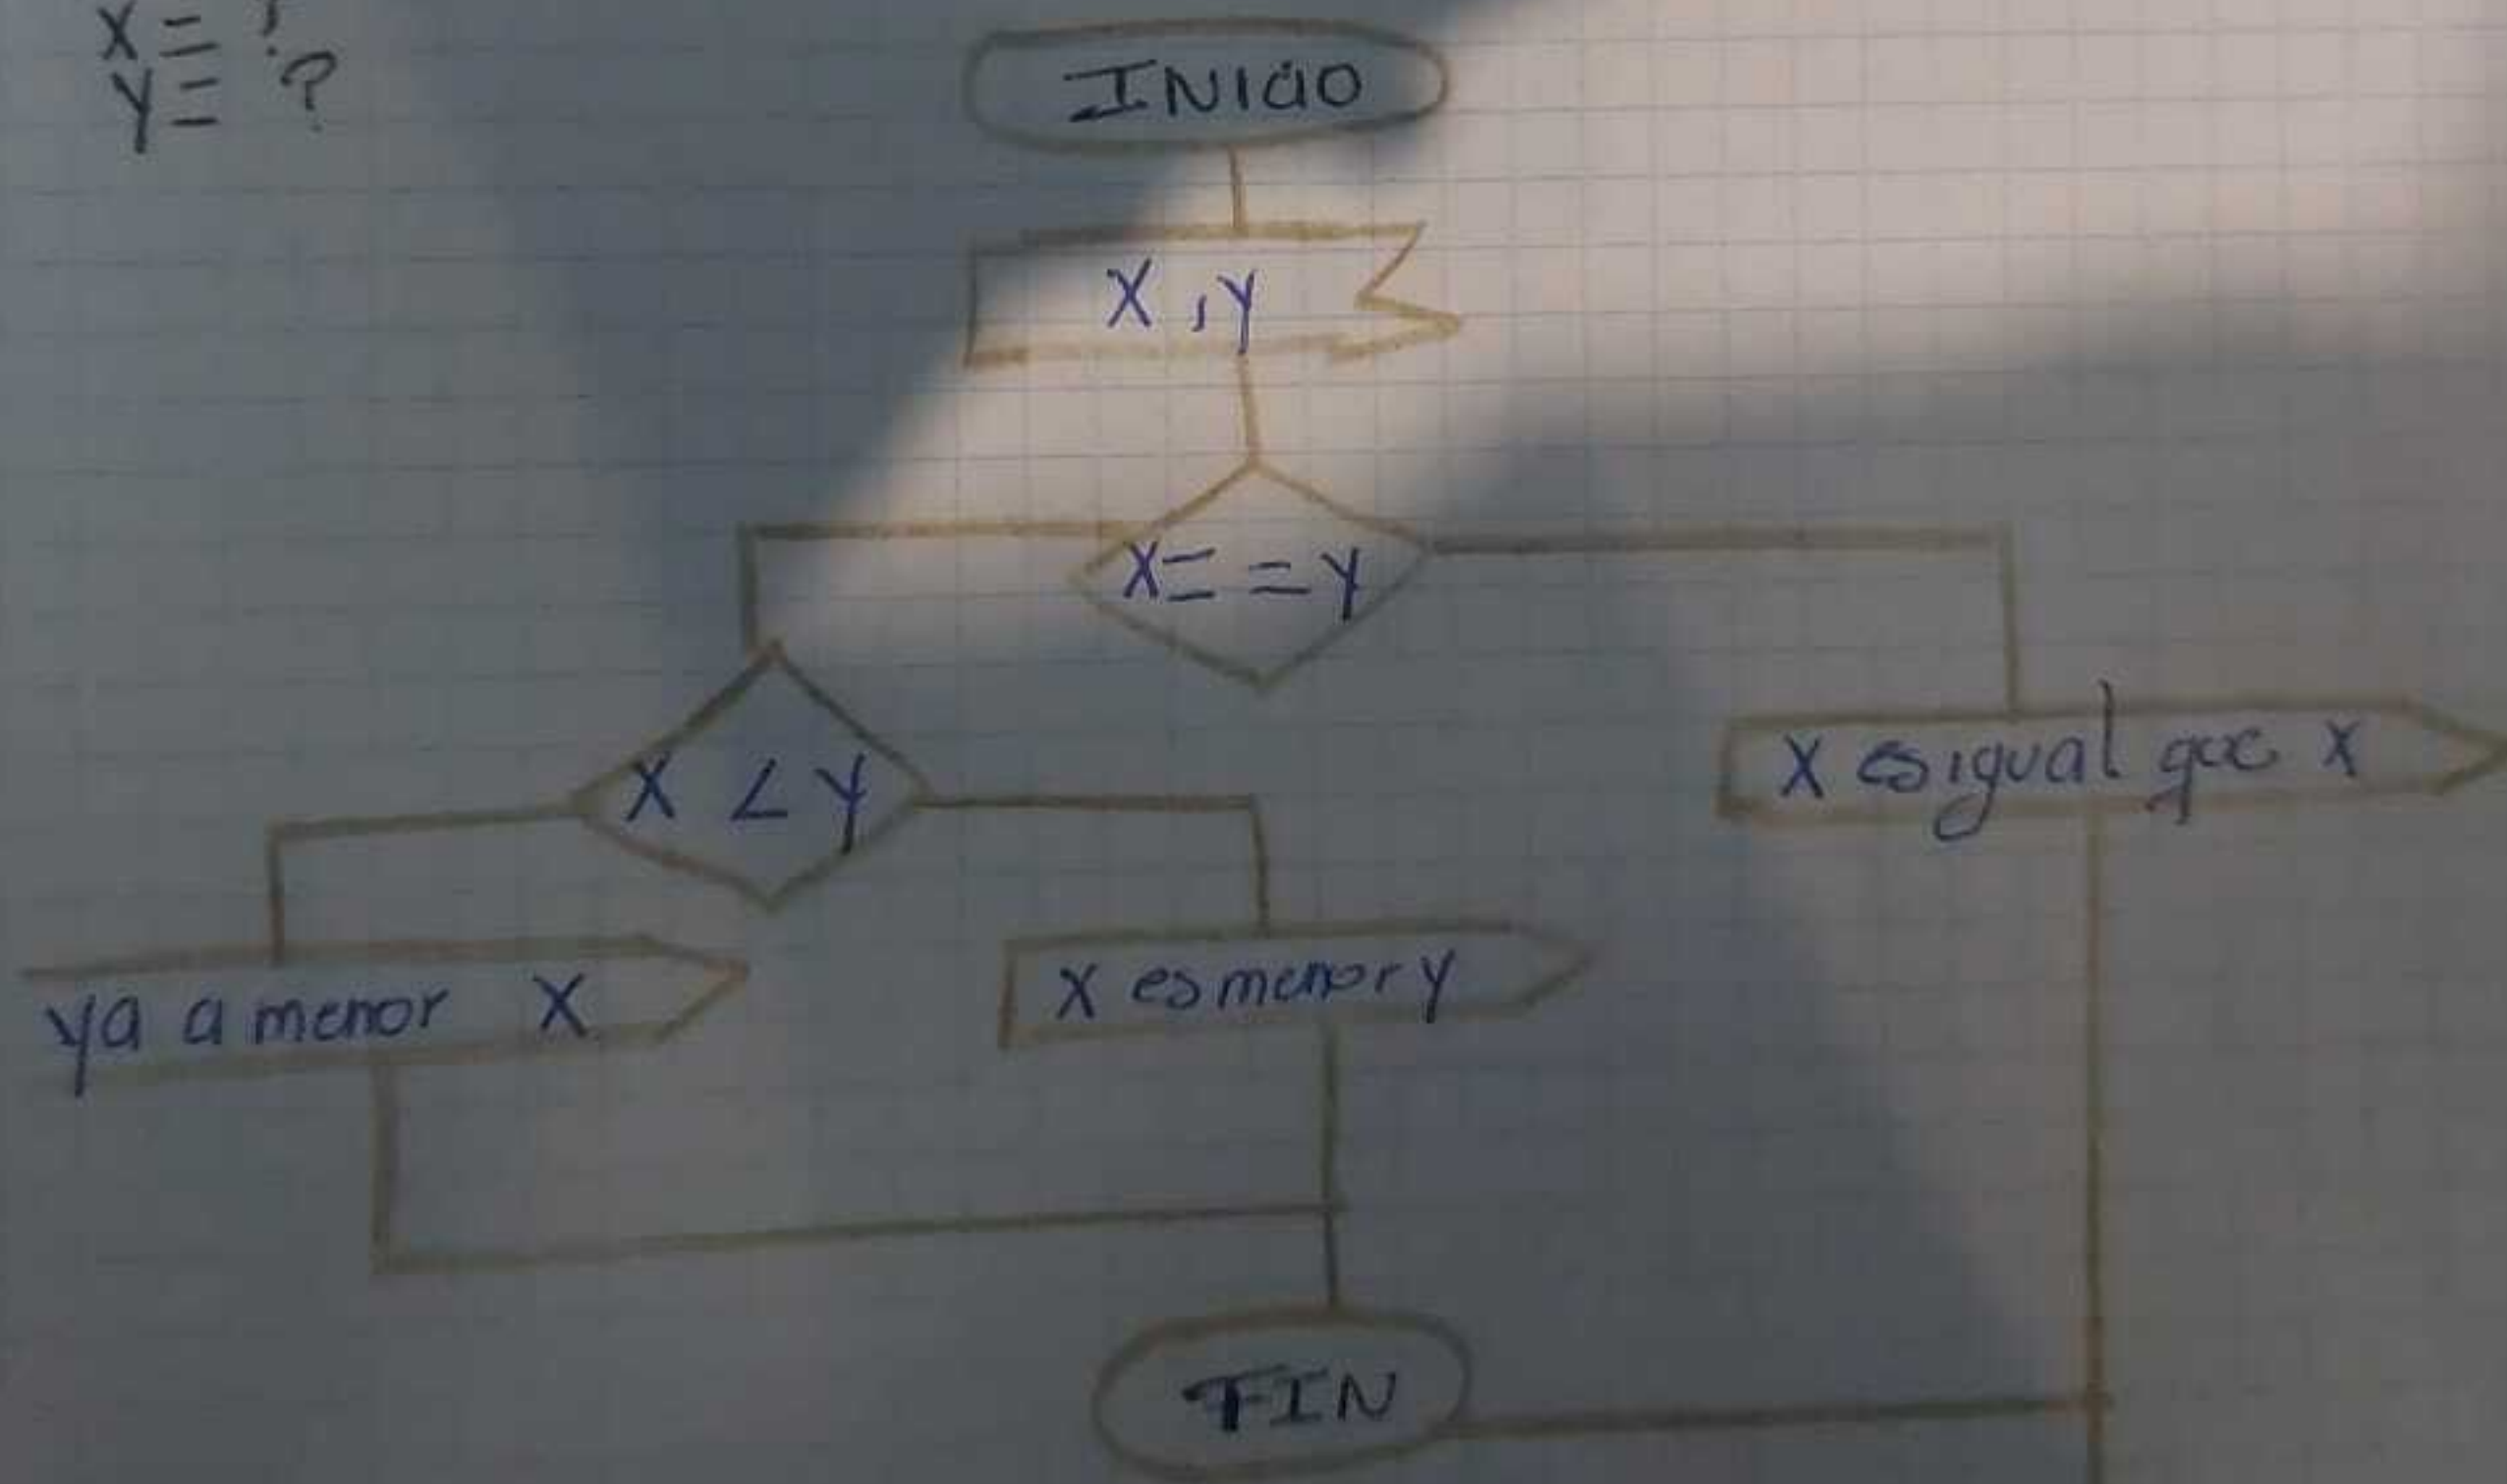 X =
Y = ?
INICIO
X , Y
X = = Y
X < Y
X es igual que X
ya a menor X
X es menor y
FIN